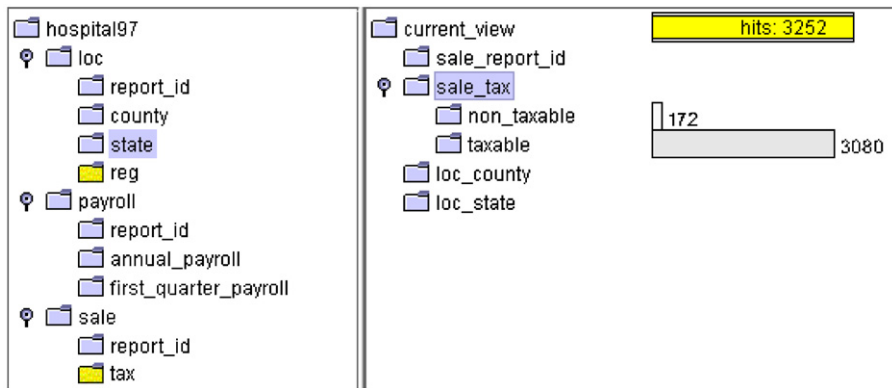 hospital97
loc
report_id
county
state
reg
payroll
report_id
annual_payroll
first_quarter_payroll
sale
report_id
tax
current_view
hits: 3252
sale_report_id
sale_tax
non_taxable
172
taxable
3080
loc_county
loc_state